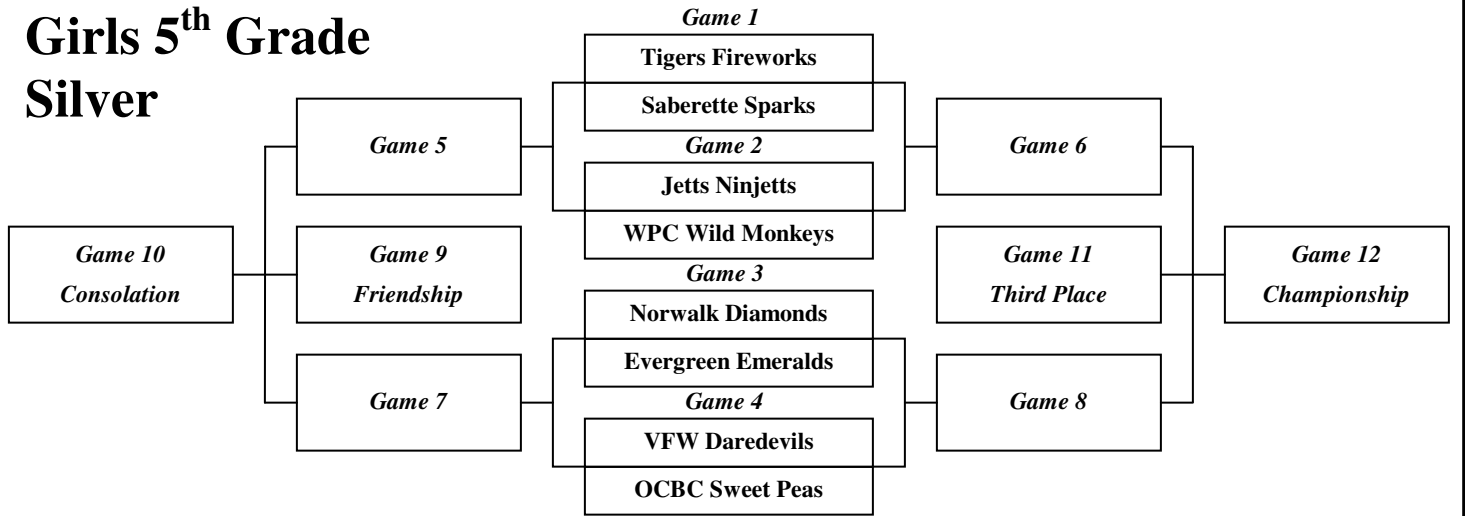 Girls 5th Grade
Silver
Game 1
Tigers Fireworks
Saberette Sparks
Game 2
Jetts Ninjetts
WPC Wild Monkeys
Game 3
Norwalk Diamonds
Evergreen Emeralds
Game 4
VFW Daredevils
OCBC Sweet Peas
Game 5
Game 6
Game 10
Consolation
Game 9
Friendship
Game 11
Third Place
Game 12
Championship
Game 7
Game 8